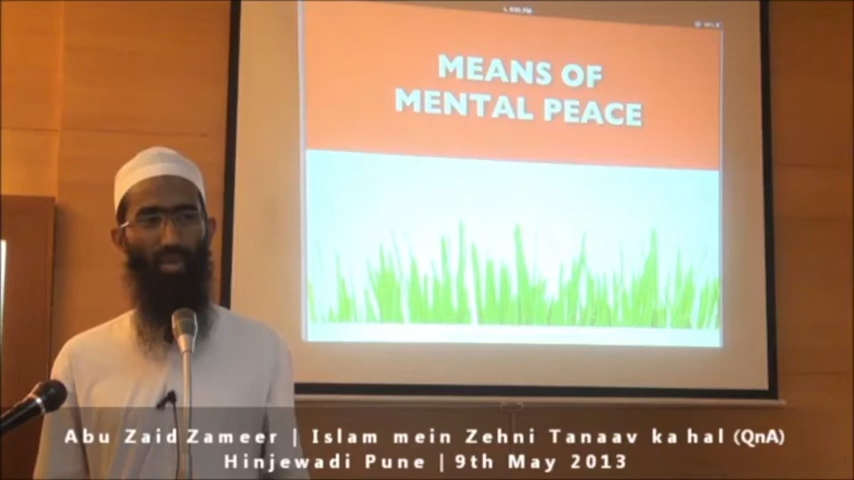 MEANS OF
MENTAL PEACE
Abu Zaid Zameer | Islam mein Zehni Tanaav ka hal (QnA)
Hinjewadi Pune | 9th May 2013